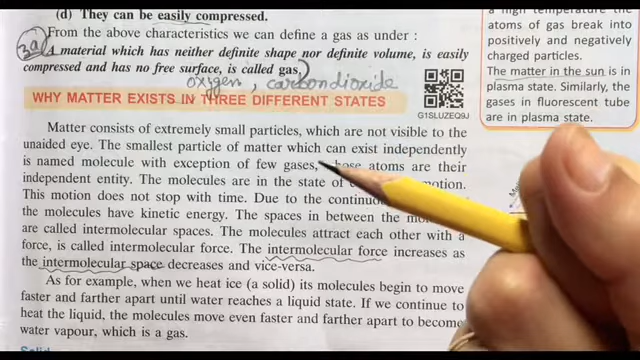 (d) They can be easily compressed.
From the above characteristics we can define a gas as under :
3a) A material which has neither definite shape nor definite volume, is easily
compressed and has no free surface, is called gas.
oxygen, carbondioxide
WHY MATTER EXISTS IN THREE DIFFERENT STATES
G1SLUZEQ9J
Matter consists of extremely small particles, which are not visible to the
unaided eye. The smallest particle of matter which can exist independently
is named molecule with exception of few gases, atoms are their
independent entity. The molecules are in the state of motion.
This motion does not stop with time. Due to the
the molecules have kinetic energy. The spaces in between the
are called intermolecular spaces. The molecules attract each other with a
force, is called intermolecular force. The intermolecular force increases as
the intermolecular space decreases and vice-versa.
As for example, when we heat ice (a solid) its molecules begin to move
faster and farther apart until water reaches a liquid state. If we continue to
heat the liquid, the molecules move even faster and farther apart to become
water vapour, which is a gas.
a high temperature the
atoms of gas break into
positively and negatively
charged particles.
The matter in the sun is in
plasma state. Similarly, the
gases in fluorescent tube
are in plasma state.